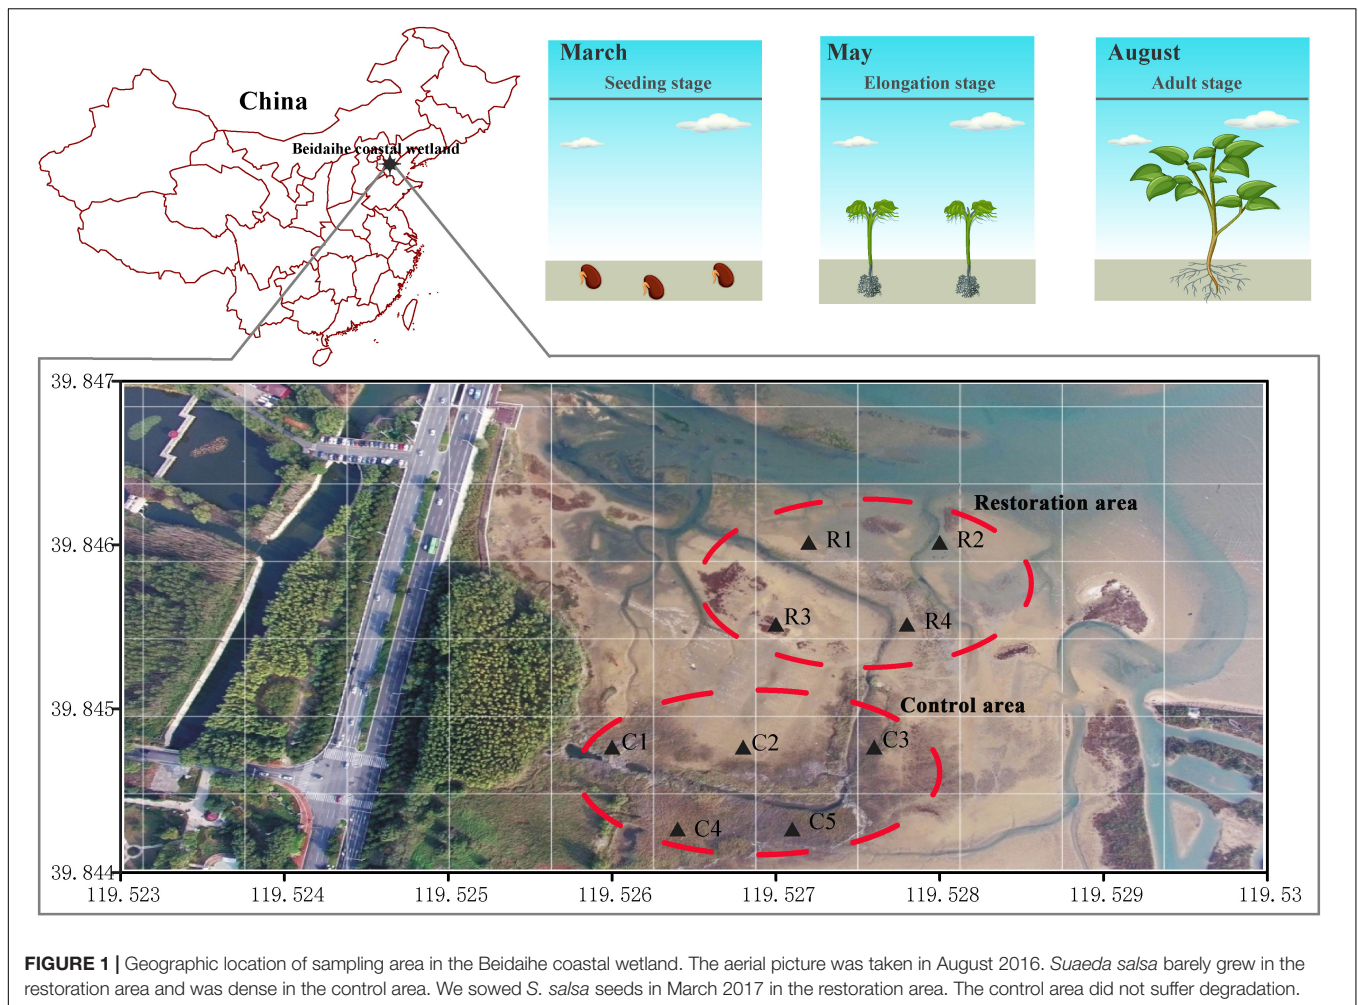 China
Beidaihe coastal wetland
March
Seeding stage
May
Elongation stage
August
Adult stage
39.847
39.846
39.845
39.844
Restoration area
R1
R2
R3
R4
Control area
C1
C2
C3
C4
C5
119.523
119.524
119.525
119.526
119.527
119.528
119.529
119.53
FIGURE 1 | Geographic location of sampling area in the Beidaihe coastal wetland. The aerial picture was taken in August 2016. Suaeda salsa barely grew in the
restoration area and was dense in the control area. We sowed S. salsa seeds in March 2017 in the restoration area. The control area did not suffer degradation.